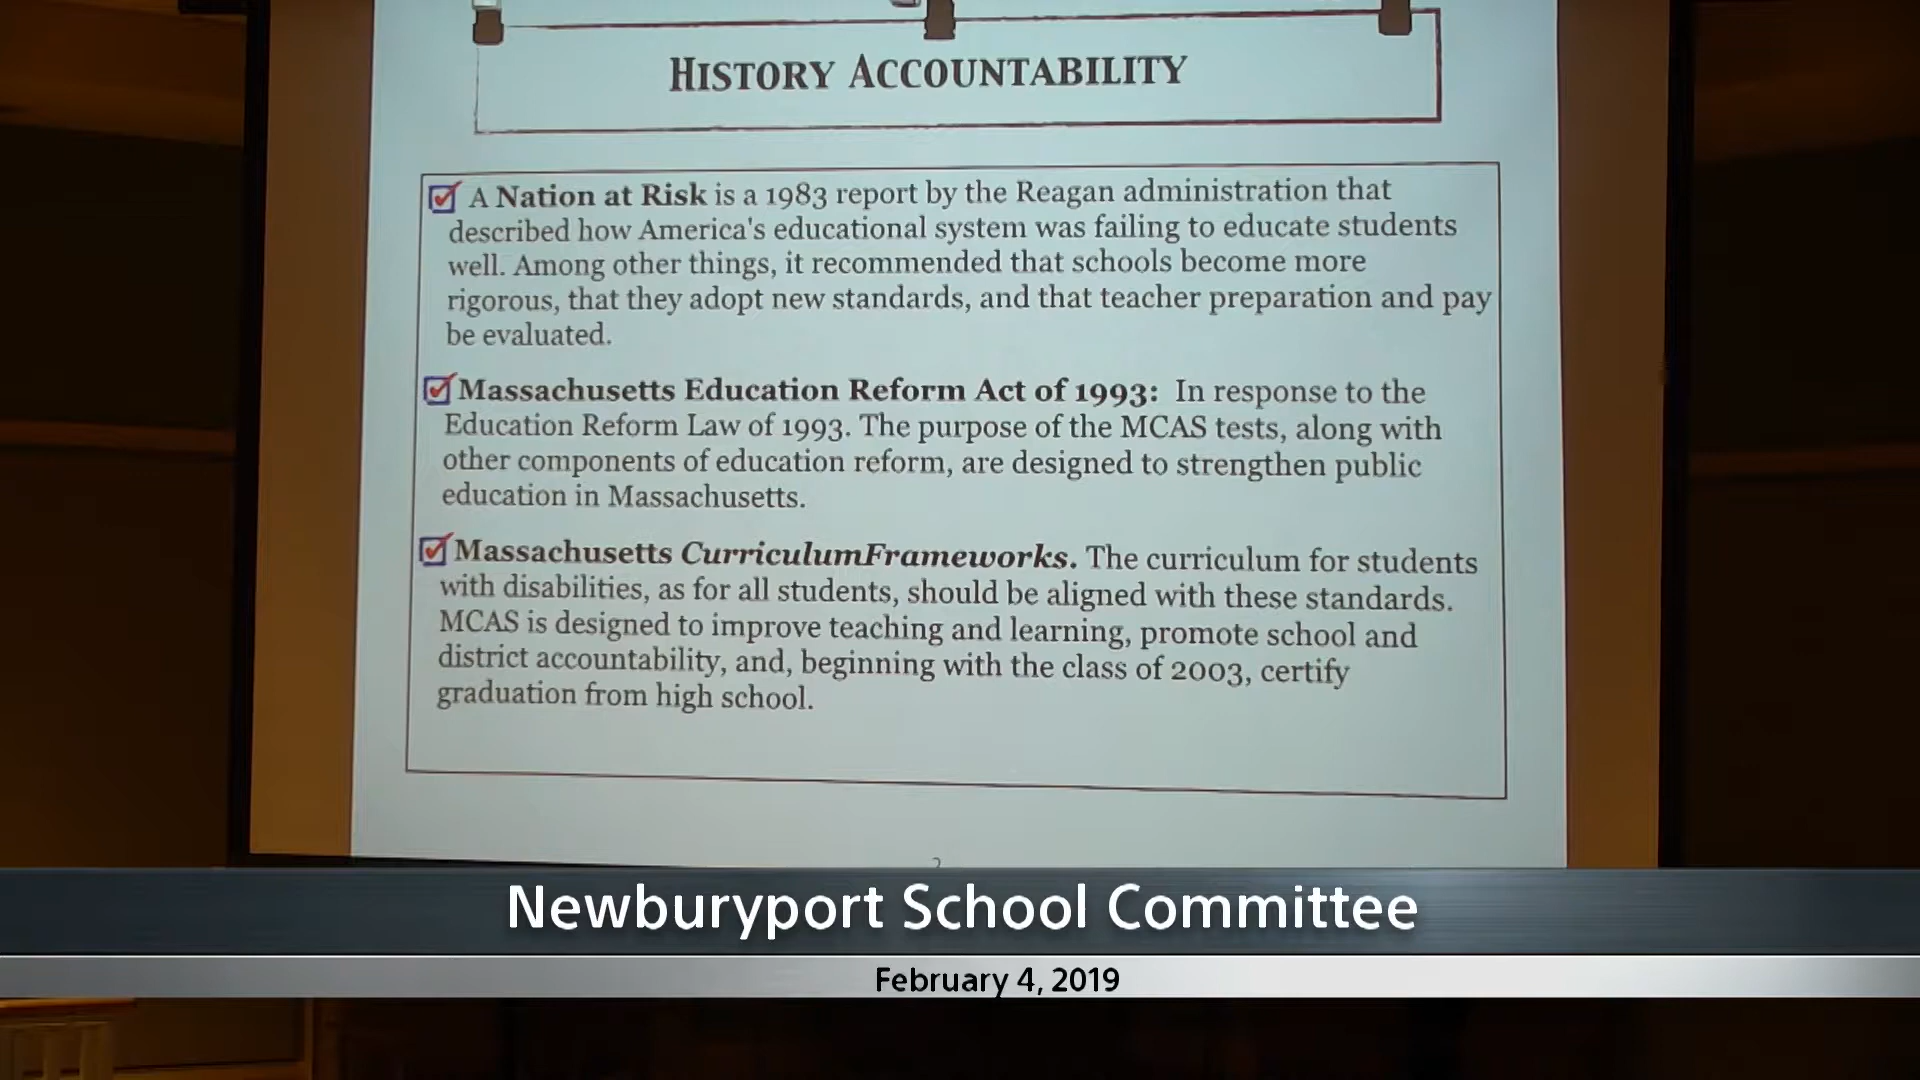 HISTORY ACCOUNTABILITY
A Nation at Risk is a 1983 report by the Reagan administration that
described how America's educational system was failing to educate students
well. Among other things, it recommended that schools become more
rigorous, that they adopt new standards, and that teacher preparation and pay
be evaluated.
Massachusetts Education Reform Act of 1993: In response to the
Education Reform Law of 1993. The purpose of the MCAS tests, along with
other components of education reform, are designed to strengthen public
education in Massachusetts.
Massachusetts CurriculumFrameworks. The curriculum for students
with disabilities, as for all students, should be aligned with these standards.
MCAS is designed to improve teaching and learning, promote school and
district accountability, and, beginning with the class of 2003, certify
graduation from high school.
Newburyport School Committee
February 4, 2019